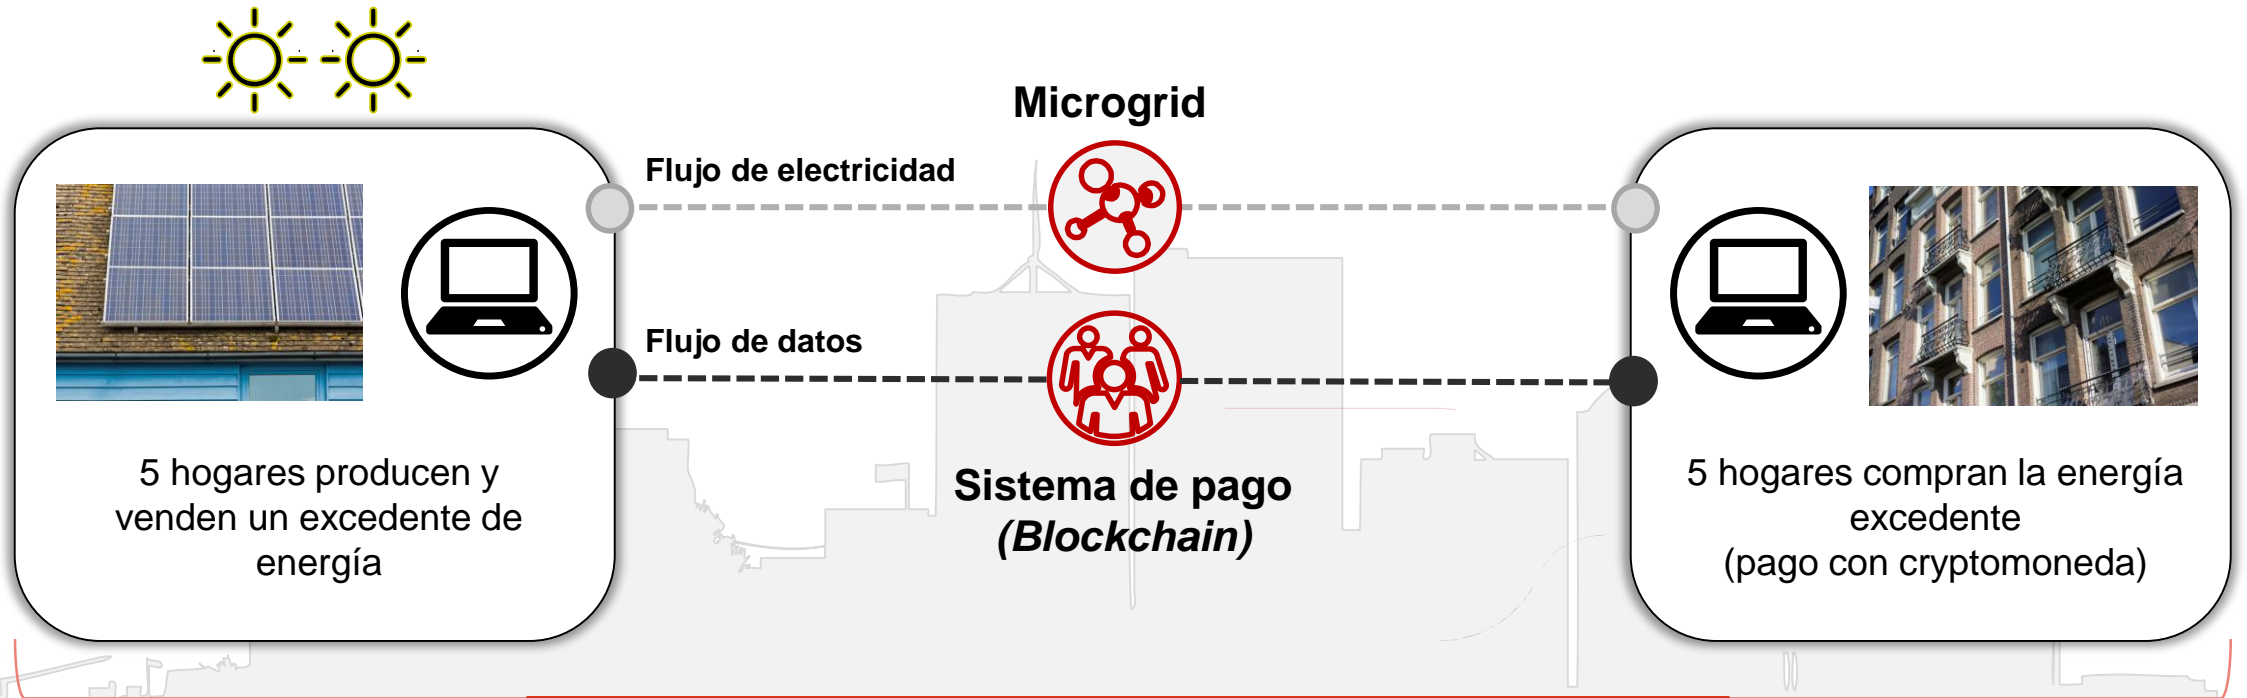 Microgrid
Flujo de electricidad
Flujo de datos
Sistema de pago
(Blockchain)
5 hogares producen y
venden un excedente de
energía
5 hogares compran la energía
excedente
(pago con cryptomoneda)